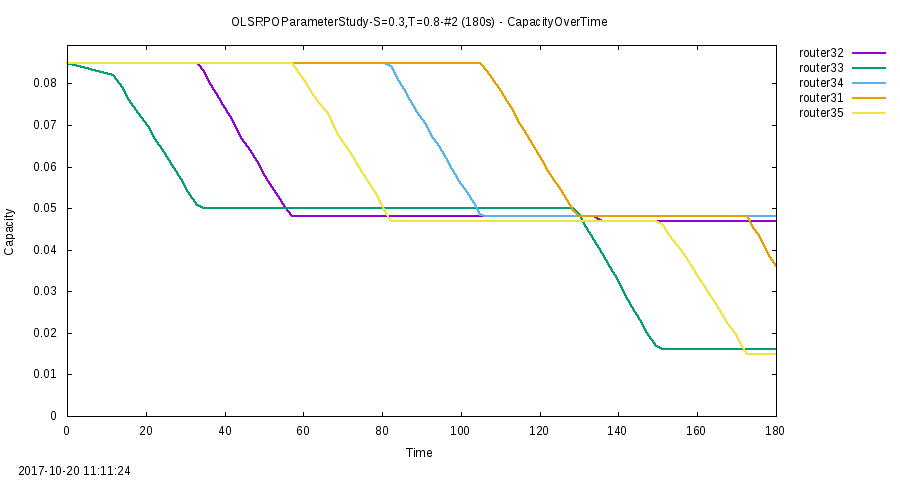 OLSRPOParameterStudy-S=0.3,T=0.8-#2 (180s) - CapacityOverTime
router32
router33
router34
router31
router35
0.08
0.07
0.06
0.05
0.04
0.03
0.02
0.01
0
Capacity
0 20 40 60 80 100 120 140 160 180
Time
2017-10-20 11:11:24